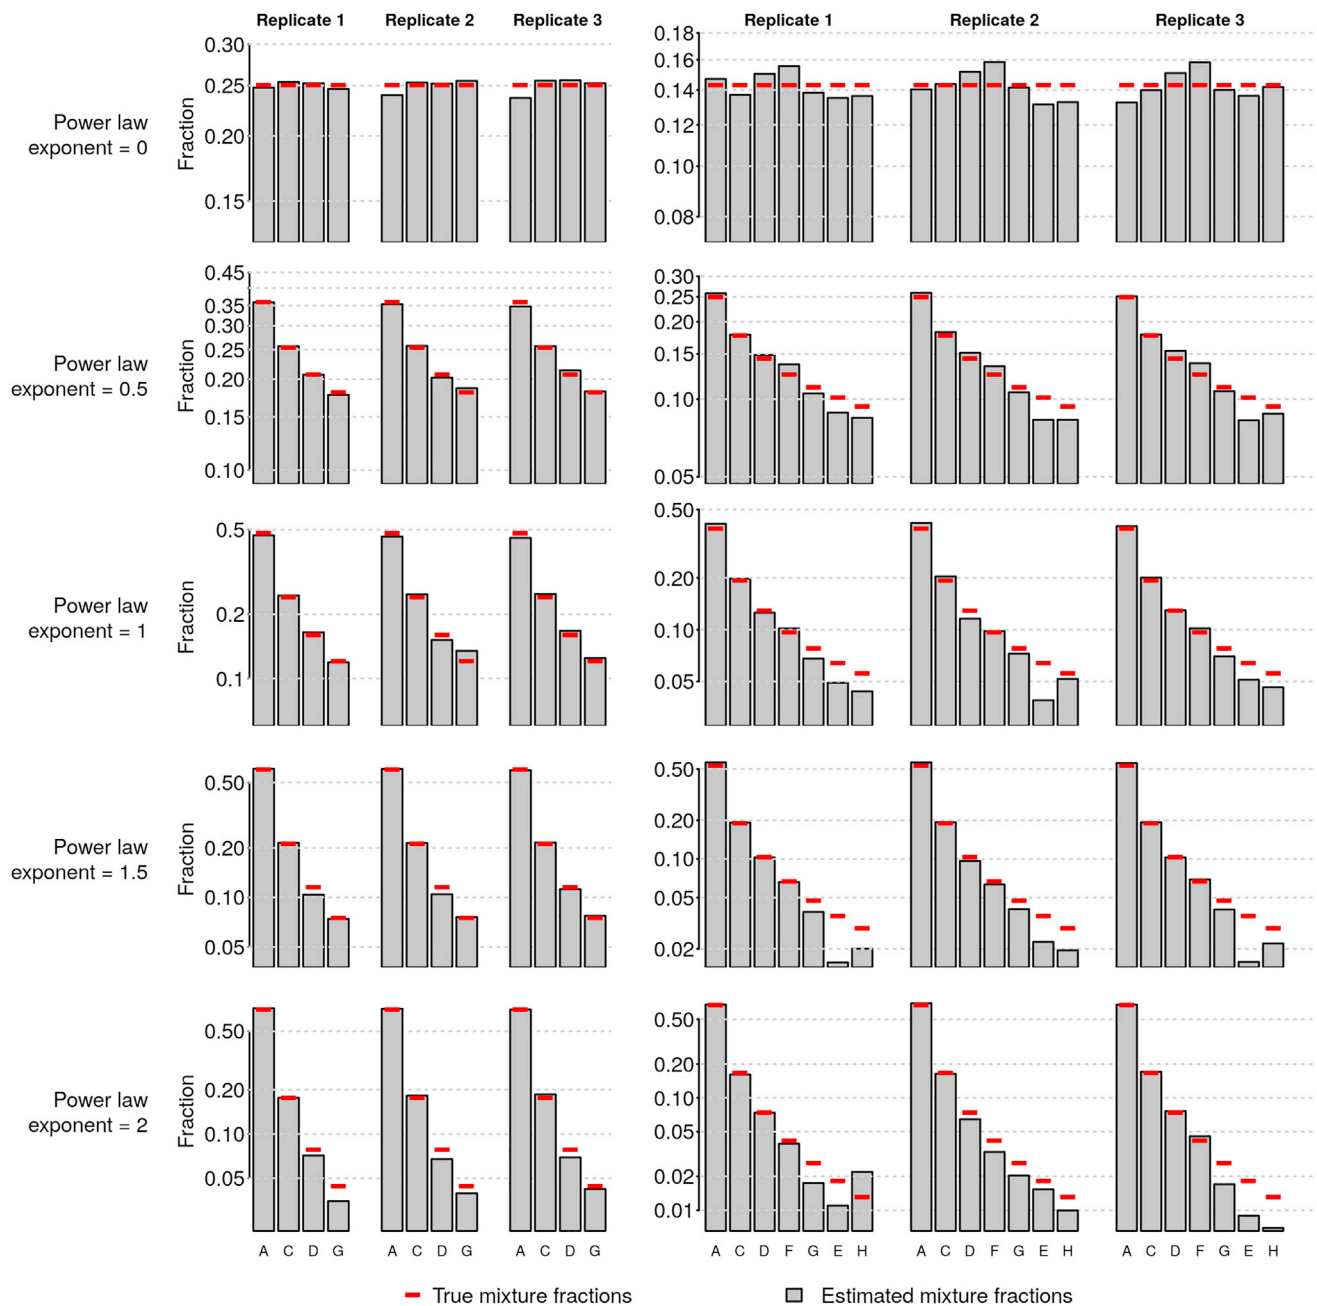 Replicate 1 Replicate 2 Replicate 3 Replicate 1 Replicate 2 Replicate 3
Power law
exponent = 0
Fraction
0.30
0.25
0.20
0.15
0.18
0.16
0.14
0.12
0.10
0.08
Power law
exponent = 0.5
Fraction
0.45
0.35
0.30
0.25
0.20
0.15
0.10
0.30
0.25
0.20
0.15
0.10
0.05
Power law
exponent = 1
Fraction
0.5
0.2
0.1
0.50
0.20
0.10
0.05
Power law
exponent = 1.5
Fraction
0.50
0.20
0.10
0.05
0.50
0.20
0.10
0.05
0.02
Power law
exponent = 2
Fraction
0.50
0.20
0.10
0.05
0.50
0.20
0.10
0.05
0.02
0.01
A C D G A C D G A C D G A C D F G E H A C D F G E H A C D F G E H
True mixture fractions Estimated mixture fractions